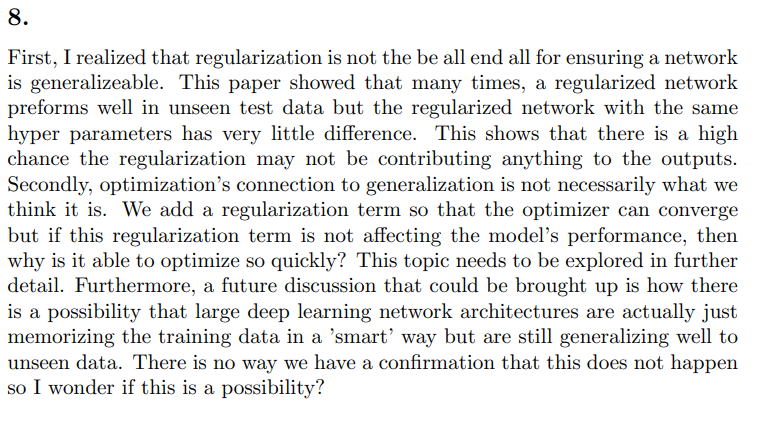 8.
First, I realized that regularization is not the be all end all for ensuring a network
is generalizeable. This paper showed that many times, a regularized network
preforms well in unseen test data but the regularized network with the same
hyper parameters has very little difference. This shows that there is a high
chance the regularization may not be contributing anything to the outputs.
Secondly, optimization's connection to generalization is not necessarily what we
think it is. We add a regularization term so that the optimizer can converge
but if this regularization term is not affecting the model's performance, then
why is it able to optimize so quickly? This topic needs to be explored in further
detail. Furthermore, a future discussion that could be brought up is how there
is a possibility that large deep learning network architectures are actually just
memorizing the training data in a 'smart' way but are still generalizing well to
unseen data. There is no way we have a confirmation that this does not happen
so I wonder if this is a possibility?